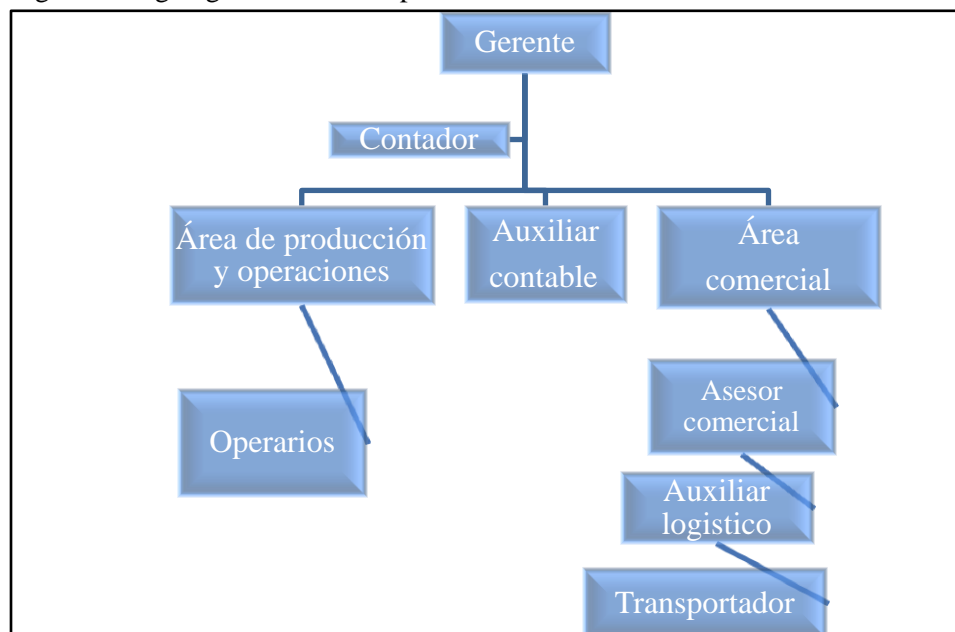 Gerente
Contador
Área de producción
y operaciones
Auxiliar
contable
Área
comercial
Operarios
Asesor
comercial
Auxiliar
logistico
Transportador